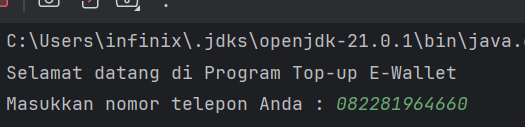 C:\Users\infinix\.jdks\openjdk-21.0.1\bin\java.
Selamat datang di Program Top-up E-Wallet
Masukkan nomor telepon Anda : 082281964660